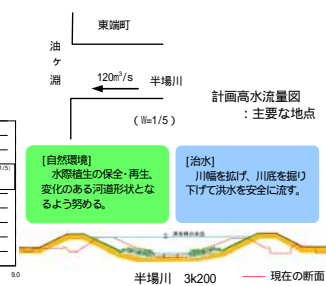 東端町
油ヶ淵
120m³/s
半場川
(W=1/5)
計画高水流量図
:主要な地点
[自然環境]
水際植生の保全・再生、
変化のある河道形状とな
るよう努める。
[治水]
川幅を拡げ、川底を掘り
下げて洪水を安全に流す。
9.0
半場川 3k200
現在の断面